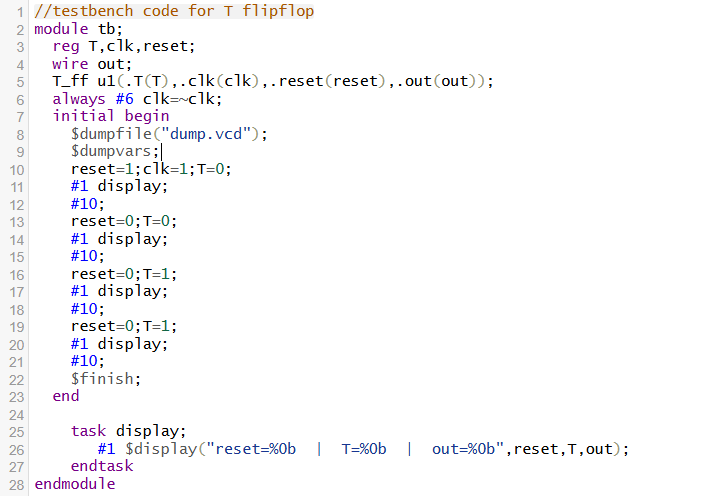 1 //testbench code for T flipflop
2 module tb;
3   reg T,clk,reset;
4   wire out;
5   T_ff u1(.T(T),.clk(clk),.reset(reset),.out(out));
6   always #6 clk=~clk;
7   initial begin
8     $dumpfile("dump.vcd");
9     $dumpvars;
10     reset=1;clk=1;T=0;
11     #1 display;
12     #10;
13     reset=0;T=0;
14     #1 display;
15     #10;
16     reset=0;T=1;
17     #1 display;
18     #10;
19     reset=0;T=1;
20     #1 display;
21     #10;
22     $finish;
23   end
24
25     task display;
26        #1 $display("reset=%0b  |  T=%0b  |  out=%0b",reset,T,out);
27     endtask
28 endmodule